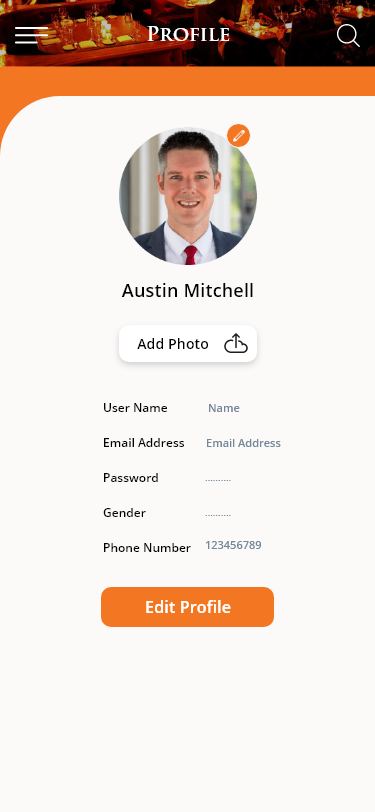 Profile
Austin Mitchell
Add Photo
User Name Name
Email Address Email Address
Password ..........
Gender ..........
Phone Number 123456789
Edit Profile